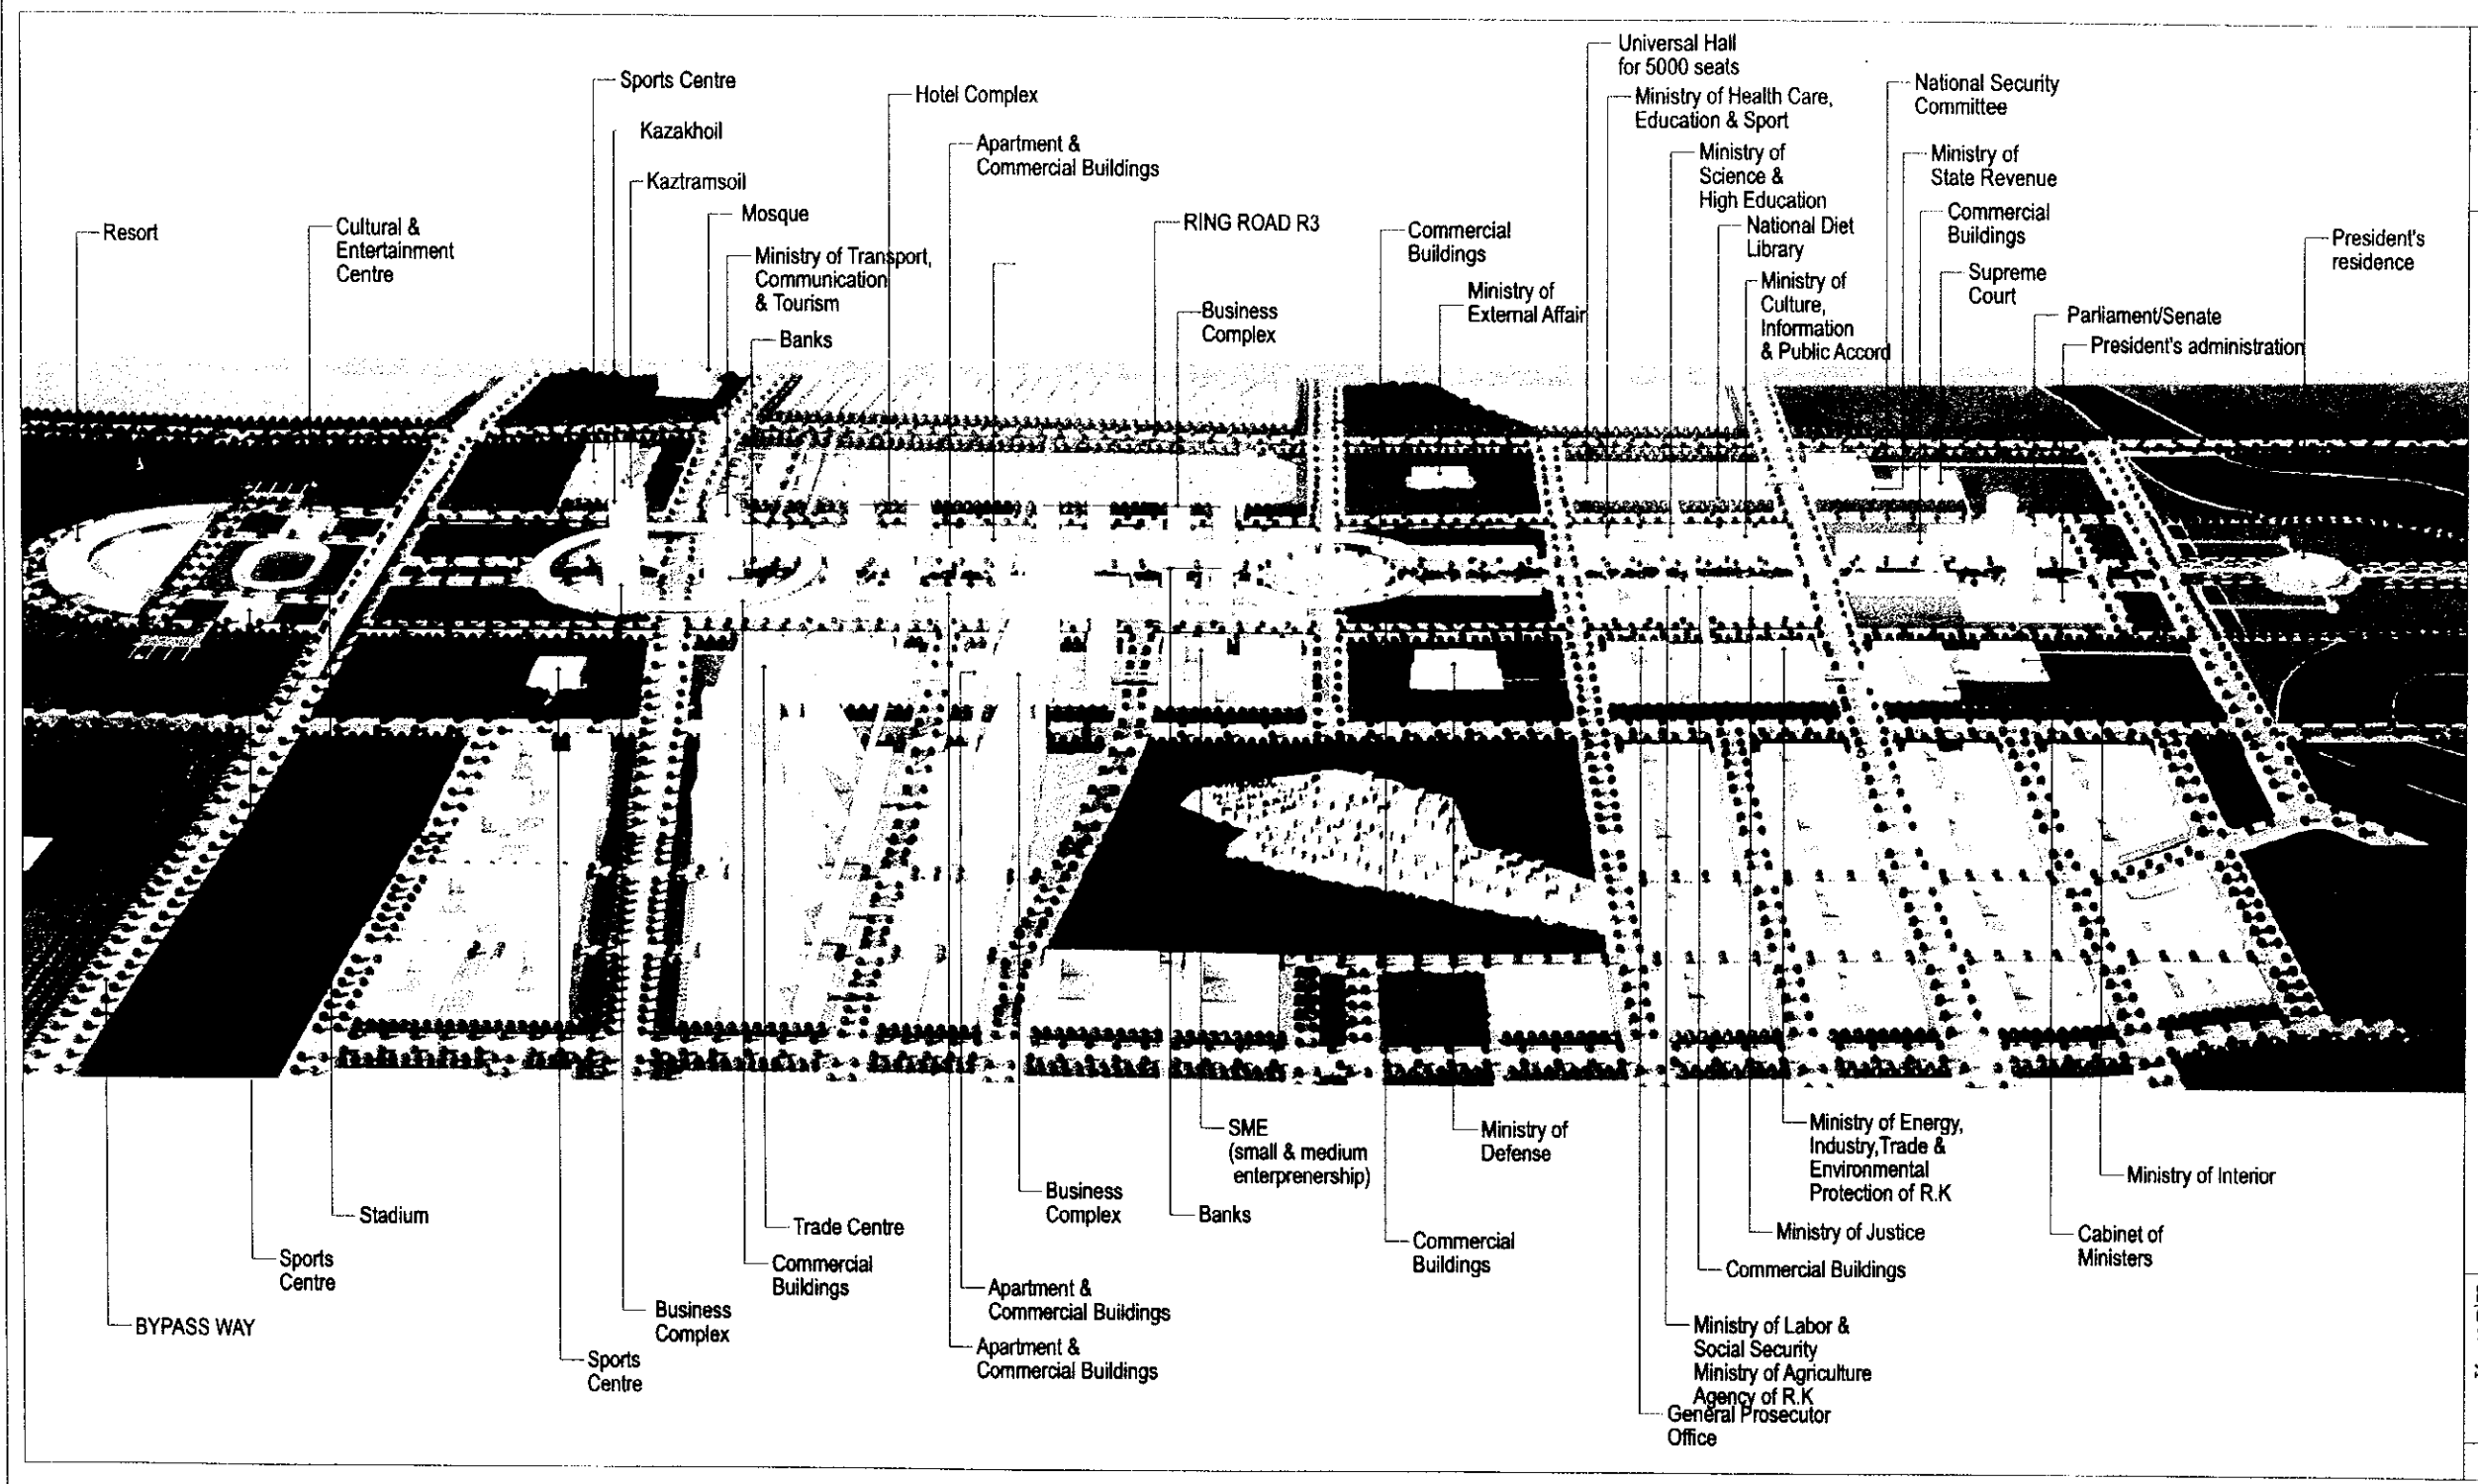 Universal Hall
for 5000 seats
Sports Centre
National Security
Committee
Hotel Complex
Ministry of Health Care,
Education & Sport
Kazakhoil
Apartment &
Commercial Buildings
Ministry of
Science &
High Education
Ministry of
State Revenue
Kaztramsoil
Mosque
Cultural &
Entertainment
Centre
Resort
RING ROAD R3
Commercial
Buildings
National Diet
Library
Commercial
Buildings
President's
residence
Ministry of Transport,
Communication
& Tourism
Ministry of
External Affair
Ministry of
Culture,
Information
& Public Accord
Supreme
Court
Business
Complex
Parliament/Senate
Banks
President's administration
SME
(small & medium
enterprenership)
Ministry of
Defense
Ministry of Energy,
Industry,Trade &
Environmental
Protection of R.K
Ministry of Interior
Business
Complex
Stadium
Trade Centre
Banks
Ministry of Justice
Cabinet of
Ministers
Commercial
Buildings
Sports
Centre
Commercial
Buildings
Commercial Buildings
Apartment &
Commercial Buildings
Business
Complex
BYPASS WAY
Ministry of Labor &
Social Security
Ministry of Agriculture
Agency of R.K
Apartment &
Commercial Buildings
Sports
Centre
General Prosecutor
Office